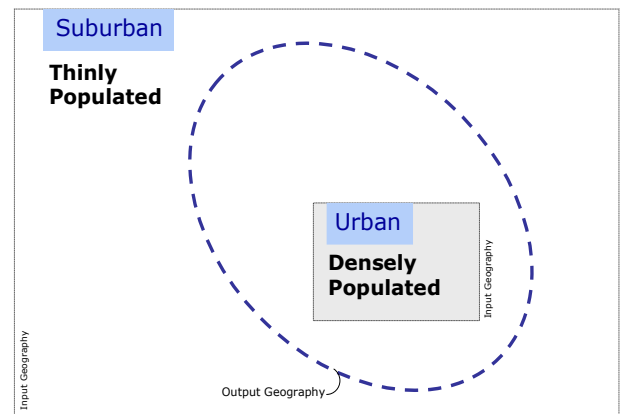 Suburban
Thinly
Populated
Urban
Densely
Populated
Input Geography
Input Geography
Output Geography